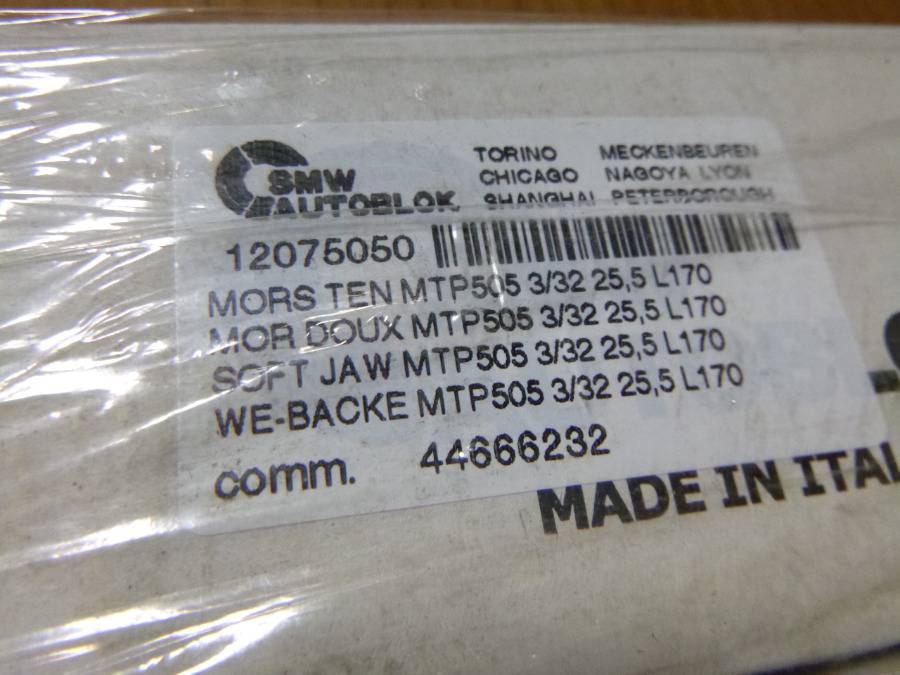 SMW
AUTOBLOK
TORINO MECKENBEUREN
CHICAGO NAGOYA LYON
SHANGHAI PETERBOROUGH
12075050
MORS TEN MTP505 3/32 25,5 L170
MOR DOUX MTP505 3/32 25,5 L170
SOFT JAW MTP505 3/32 25,5 L170
WE-BACKE MTP505 3/32 25,5 L170
comm. 44666232
MADE IN ITAL